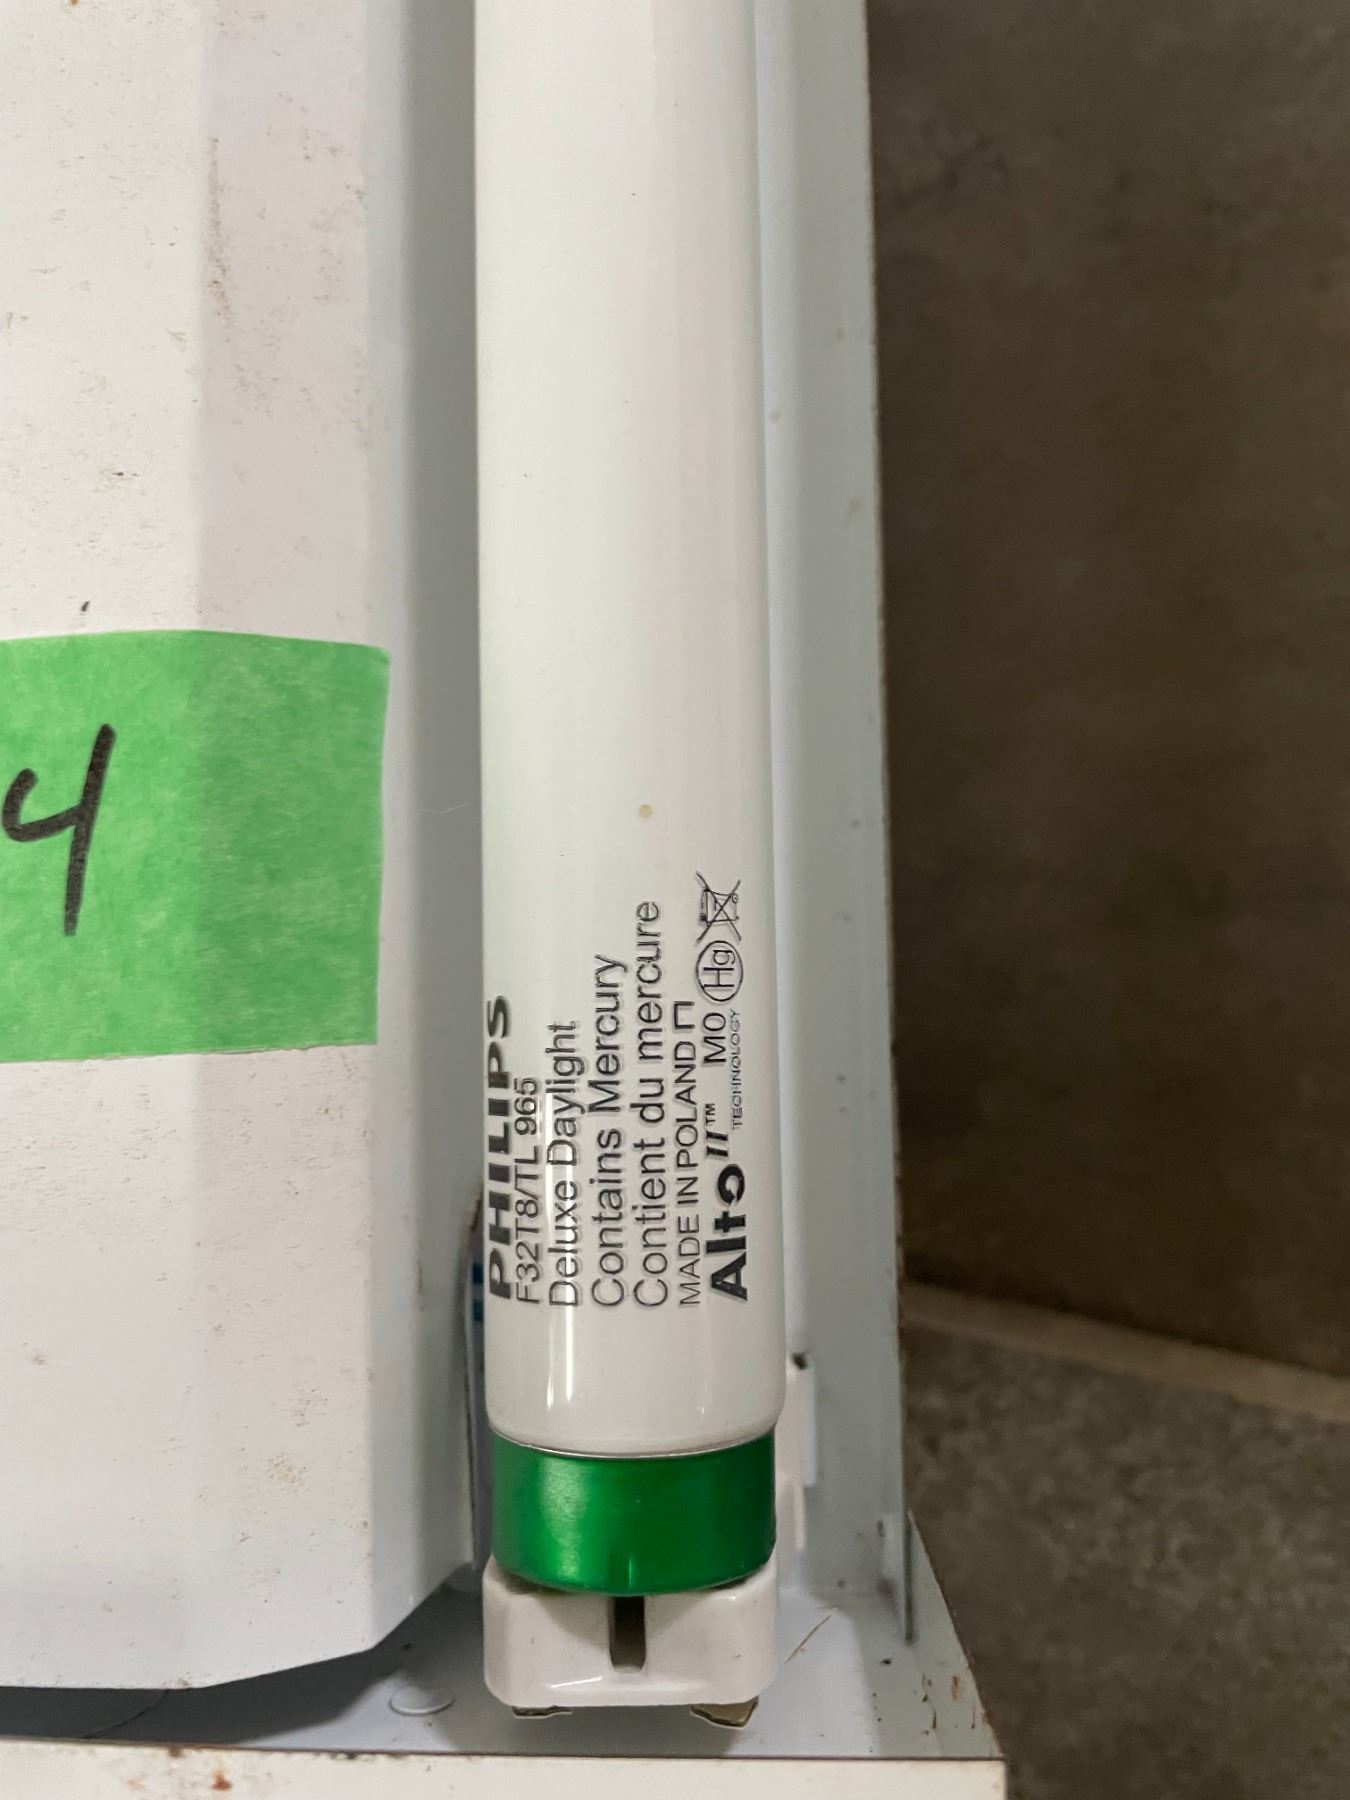 4
PHILIPS
F32T8/TL 965
Deluxe Daylight
Contains Mercury
Contient du mercure
MADE IN POLAND
Alto II™ MO Hg
TECHNOLOGY